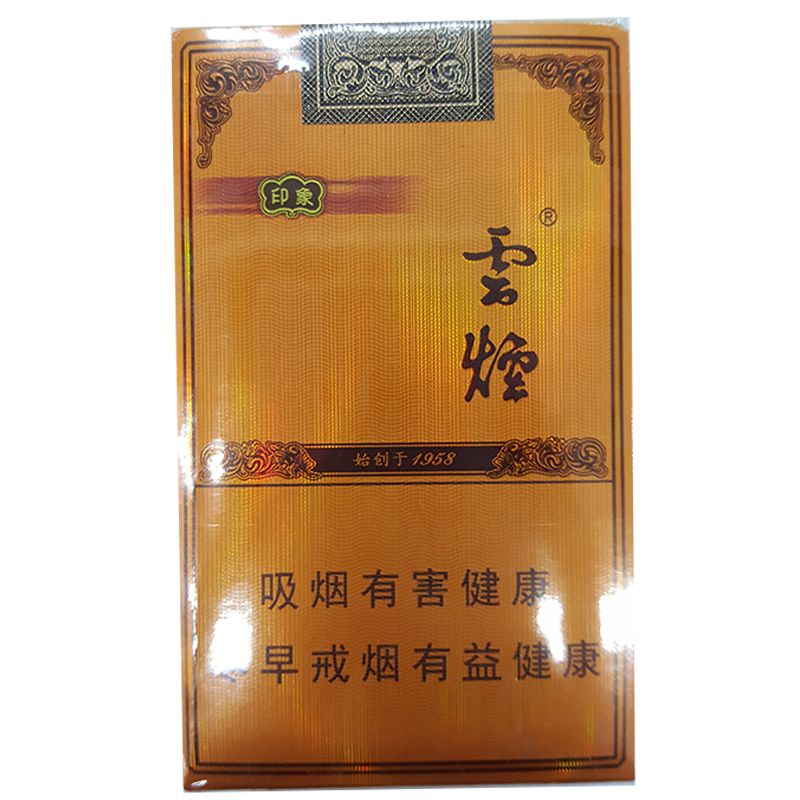 印象
雲煙®
始创于1958
吸烟有害健康
早戒烟有益健康